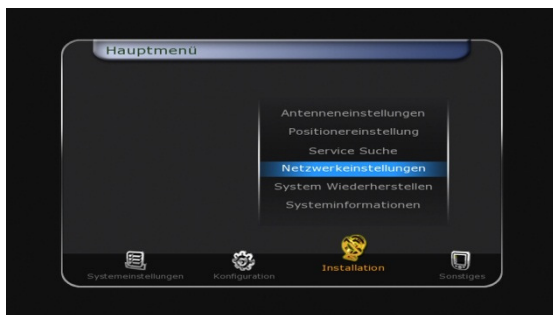 Hauptmenü
Antenneneinstellungen
Positionereinstellung
Service Suche
Netzwerkeinstellungen
System Wiederherstellen
Systeminformationen
Systemeinstellungen
Konfiguration
Installation
Sonstiges